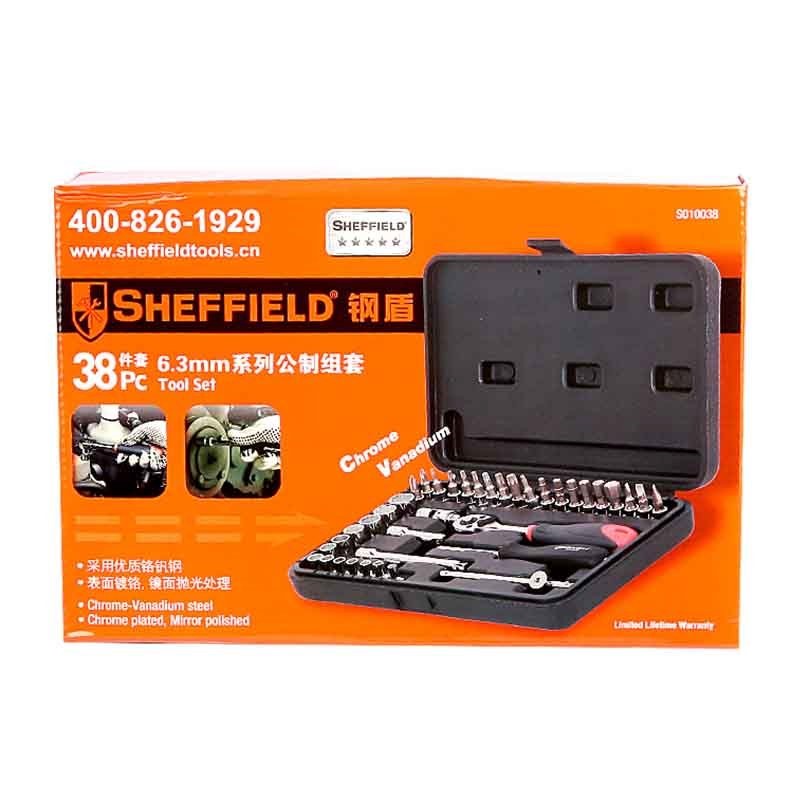 400-826-1929
www.sheffieldtools.cn
SHEFFIELD
S010038
SHEFFIELD® 钢盾
38件套 Pc
6.3mm系列公制组套
Tool Set
Chrome
Vanadium
• 采用优质铬钒钢
• 表面镀铬, 镜面抛光处理
• Chrome-Vanadium steel
• Chrome plated, Mirror polished
Limited Lifetime Warranty